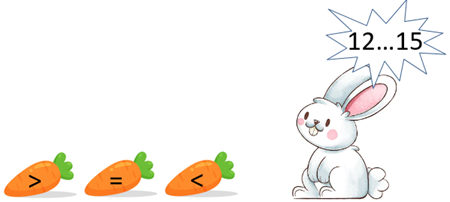 12...15
> = <